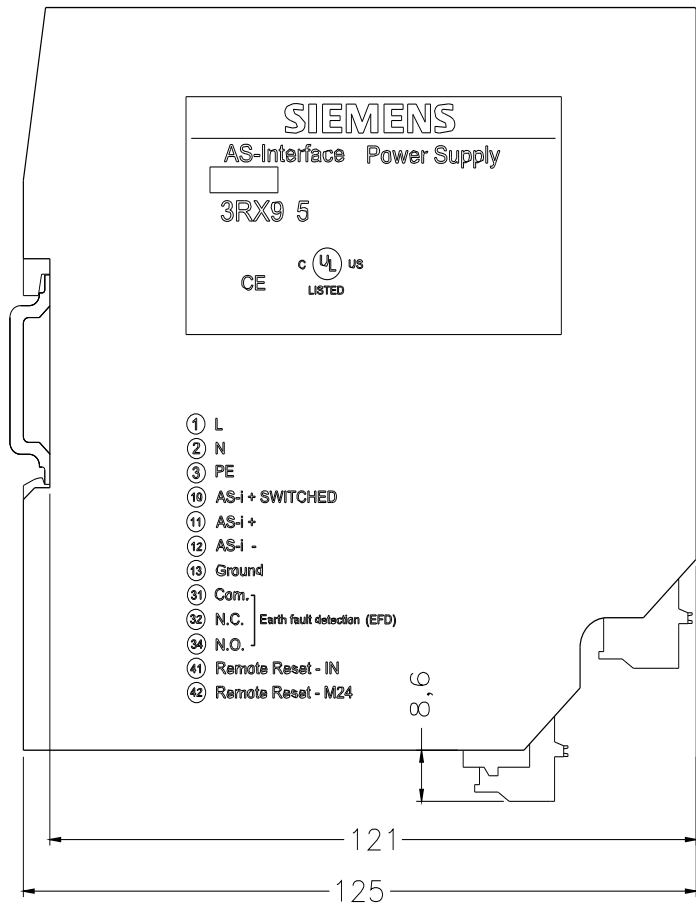 SIEMENS
AS-Interface Power Supply
3RX9 5
C UL US
LISTED
CE
1 L
2 N
3 PE
10 AS-i + SWITCHED
11 AS-i +
12 AS-i -
13 Ground
31 Com.
32 N.C. Earth fault detection (EFD)
34 N.O.
41 Remote Reset - IN
42 Remote Reset - M24
8,6
121
125